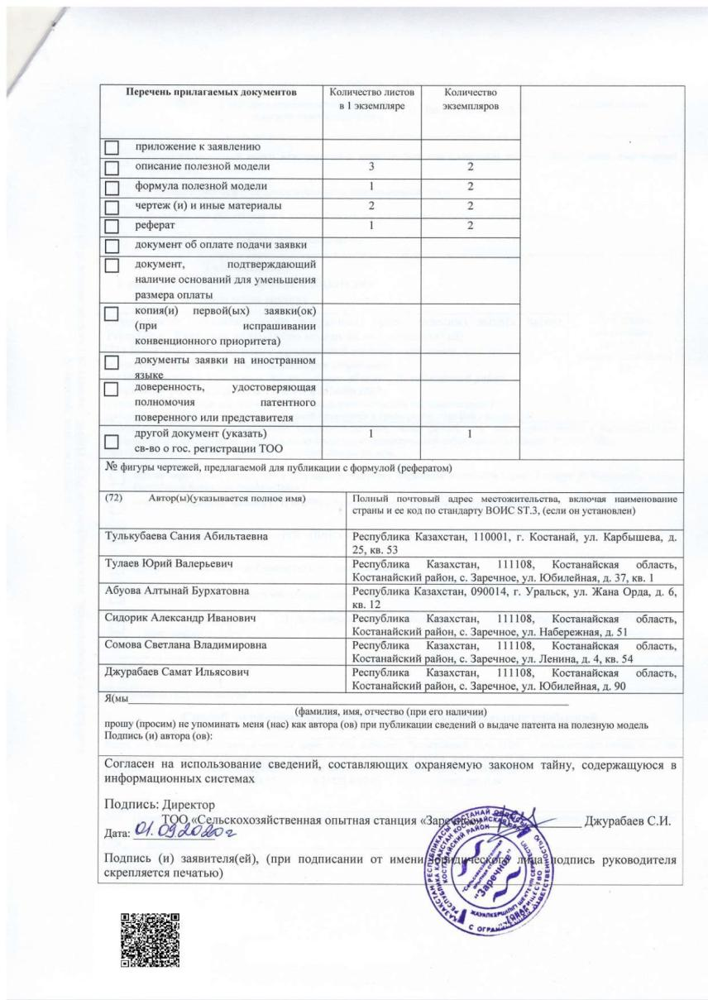 Перечень прилагаемых документов Количество листов Количество
в 1 экземпляре экземпляров
приложение к заявлению
описание полезной модели 3 2
формула полезной модели 1 2
чертеж (и) и иные материалы 2 2
реферат 1 2
документ об оплате подачи заявки
документ, подтверждающий
наличие оснований для уменьшения
размера оплаты
копия(и) первой(ых) заявки(ок)
(при испрашивании
конвенционного приоритета)
документы заявки на иностранном
языке
доверенность, удостоверяющая
полномочия патентного
поверенного или представителя
другой документ (указать) 1 1
св-во о гос. регистрации ТОО
№ фигуры чертежей, предлагаемой для публикации с формулой (рефератом)
(72) Автор(ы)(указывается полное имя) Полный почтовый адрес местожительства, включая наименование
страны и ее код по стандарту ВОИС ST.3, (если он установлен)
Тулькубаева Сания Абильтаевна Республика Казахстан, 110001, г. Костанай, ул. Карбышева, д.
25, кв. 53
Тулаев Юрий Валерьевич Республика Казахстан, 111108, Костанайская область,
Костанайский район, с. Заречное, ул. Юбилейная, д. 37, кв. 1
Абуова Алтынай Бурхатовна Республика Казахстан, 090014, г. Уральск, ул. Жана Орда, д. 6,
кв. 12
Сидорик Александр Иванович Республика Казахстан, 111108, Костанайская область,
Костанайский район, с. Заречное, ул. Набережная, д. 51
Сомова Светлана Владимировна Республика Казахстан, 111108, Костанайская область,
Костанайский район, с. Заречное, ул. Ленина, д. 4, кв. 54
Джурабаев Самат Ильясович Республика Казахстан, 111108, Костанайская область,
Костанайский район, с. Заречное, ул. Юбилейная, д. 90
Я(мы
(фамилия, имя, отчество (при его наличии)
прошу (просим) не упоминать меня (нас) как автора (ов) при публикации сведений о выдаче патента на полезную модель
Подпись (и) автора (ов):
Согласен на использование сведений, составляющих охраняемую законом тайну, содержащуюся в
информационных системах
Подпись: Директор
ТОО «Сельскохозяйственная опытная станция «Заречное» Джурабаев С.И.
Дата: 01.09.2020г
Подпись (и) заявителя(ей), (при подписании от имени юридического лица подпись руководителя
скрепляется печатью)
"Сельскохозяйственная
опытная станция
"Заречное"